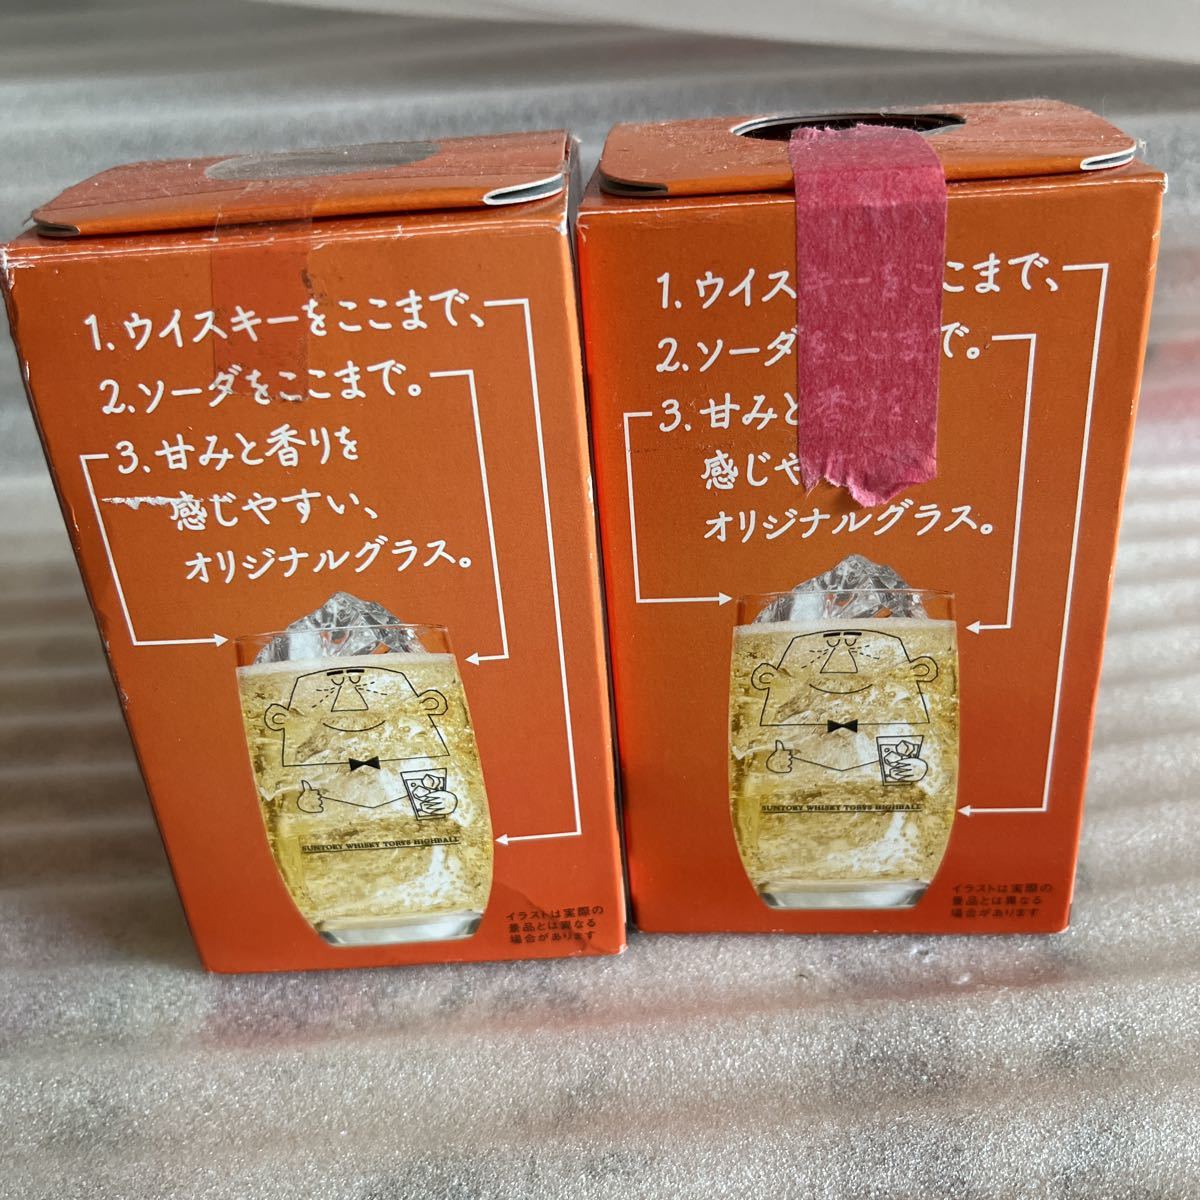 1.ウイスキーをここまで、
2.ソーダをここまで。
3.甘みと香りを
感じやすい、
オリジナルグラス。
SUNTORY WHISKY TORYS HIGHBALL
イラストは実際の
景品とは異なる
場合があります
1.ウイスキーをここまで、
2.ソーダをここまで。
3.甘みと香りを
感じや
オリジナルグラス。
SUNTORY WHISKY TORYS HIGHBALL
イラストは実際の
景品とは異なる
場合があります